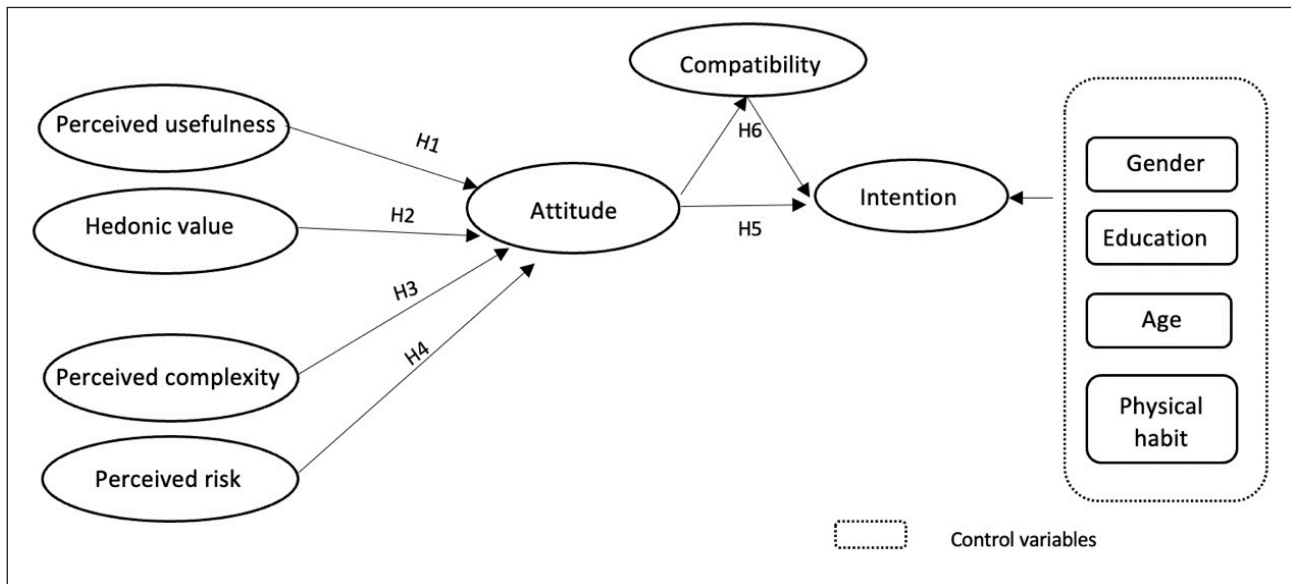 Compatibility
Perceived usefulness
H1
H6
Gender
Hedonic value
H2
Attitude
Intention
H5
Education
H3
Age
H4
Perceived complexity
Physical
habit
Perceived risk
Control variables